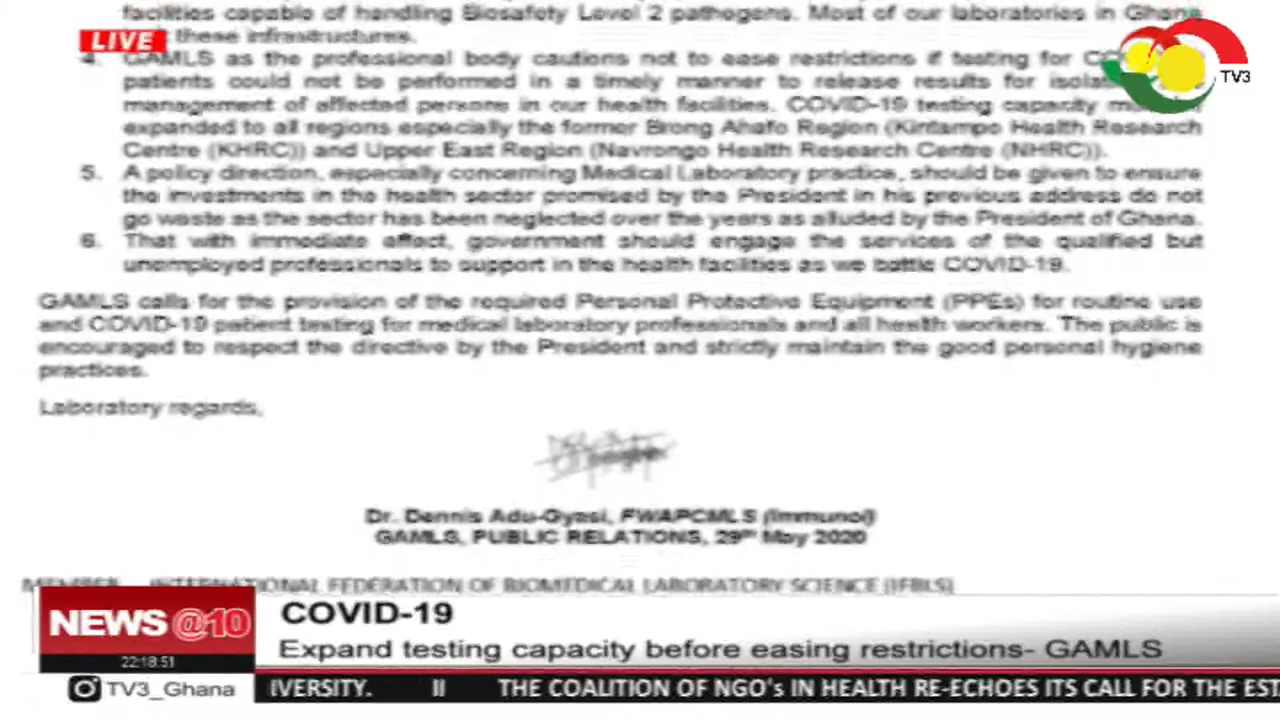 facilities capable of handling Biosafety Level 2 pathogens. Most of our laboratories in Ghana
LIVE
these infrastructures.
TV3
4. GAMLS as the professional body cautions not to ease restrictions if testing for
patients could not be performed in a timely manner to release results for
management of affected persons in our health facilities. COVID-19 testing capacity
expanded to all regions especially the former Brong Ahafo Region (Kintampo Health Research
Centre (KHRC)) and Upper East Region (Navrongo Health Research Centre (NHRC)).
5. A policy direction, especially concerning Medical Laboratory practice, should be given to ensure
the investments in the health sector promised by the President in his previous address do not
go waste as the sector has been neglected over the years as alluded by the President of Ghana.
6. That with immediate effect, government should engage the services of the qualified but
unemployed professionals to support in the health facilities as we battle COVID-19.
GAMLS calls for the provision of the required Personal Protective Equipment (PPEs) for routine use
and COVID-19 patient testing for medical laboratory professionals and all health workers. The public is
encouraged to respect the directive by the President and strictly maintain the good personal hygiene
practices.
Laboratory regards,
Dr. Dennis Adu-Gyasi, FWAPCMLS (Immunol)
GAMLS, PUBLIC RELATIONS, 29TH May 2020
MEMBER INTERNATIONAL FEDERATION OF BIOMEDICAL LABORATORY SCIENCE (IFBLS)
NEWS @10
COVID-19
Expand testing capacity before easing restrictions- GAMLS
22:18:51
TV3_Ghana
IVERSITY. II THE COALITION OF NGO's IN HEALTH RE-ECHOES ITS CALL FOR THE EST